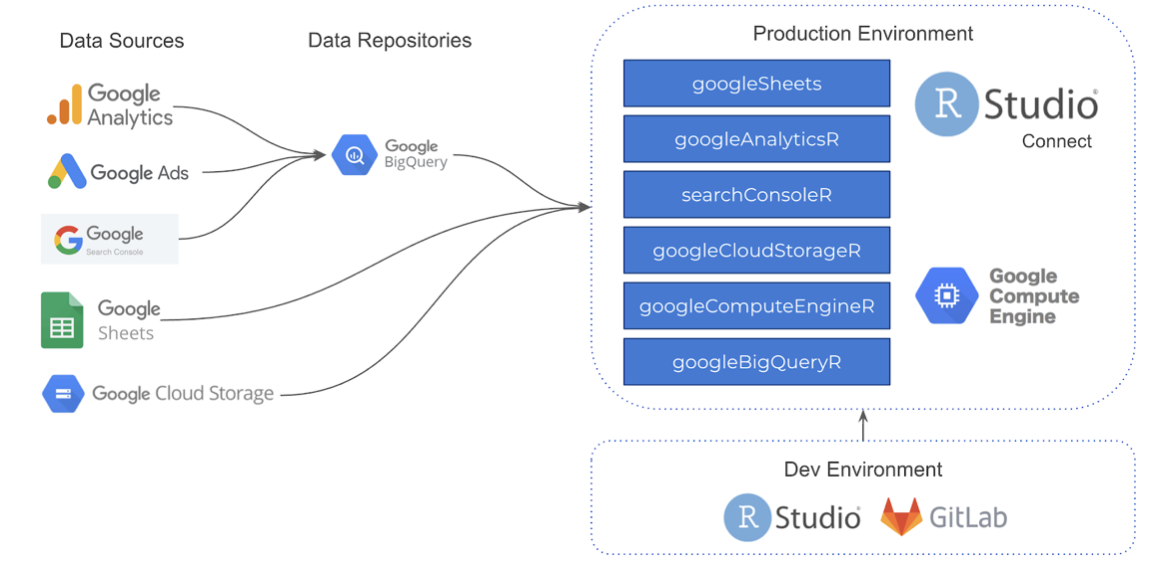 Data Sources
Data Repositories
Production Environment
Google
Analytics
Google Ads
Google
Search Console
Google
Sheets
Google Cloud Storage
Google
BigQuery
googleSheets
googleAnalyticsR
searchConsoleR
googleCloudStorageR
googleComputeEngineR
googleBigQueryR
R Studio®
Connect
Google
Compute
Engine
Dev Environment
R Studio®
GitLab